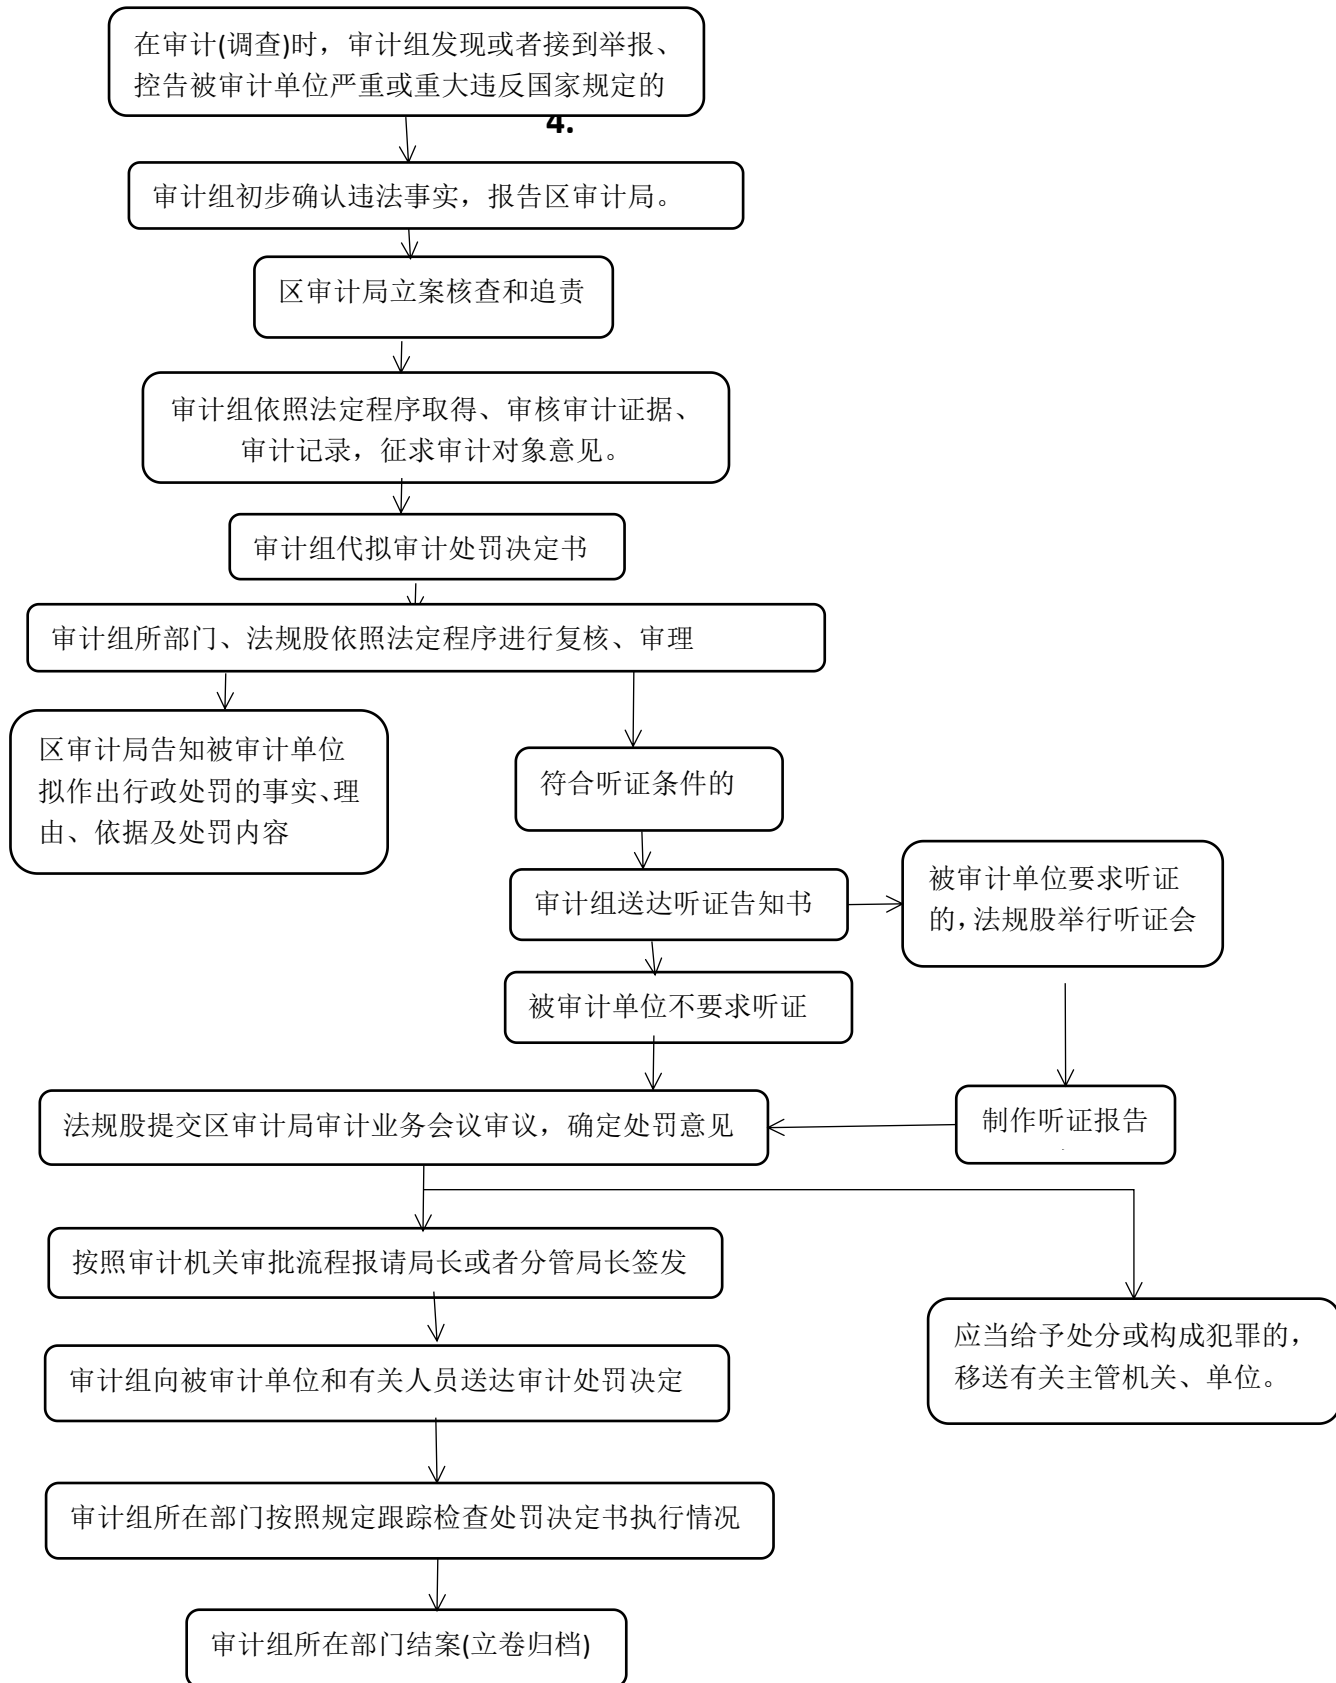 在审计(调查)时，审计组发现或者接到举报、
控告被审计单位严重或重大违反国家规定的
4.
审计组初步确认违法事实，报告区审计局。
区审计局立案核查和追责
审计组依照法定程序取得、审核审计证据、
审计记录，征求审计对象意见。
审计组代拟审计处罚决定书
审计组所部门、法规股依照法定程序进行复核、审理
区审计局告知被审计单位
拟作出行政处罚的事实、理
由、依据及处罚内容
符合听证条件的
审计组送达听证告知书
被审计单位要求听证
的，法规股举行听证会
被审计单位不要求听证
法规股提交区审计局审计业务会议审议，确定处罚意见
制作听证报告
按照审计机关审批流程报请局长或者分管局长签发
应当给予处分或构成犯罪的，
移送有关主管机关、单位。
审计组向被审计单位和有关人员送达审计处罚决定
审计组所在部门按照规定跟踪检查处罚决定书执行情况
审计组所在部门结案(立卷归档)